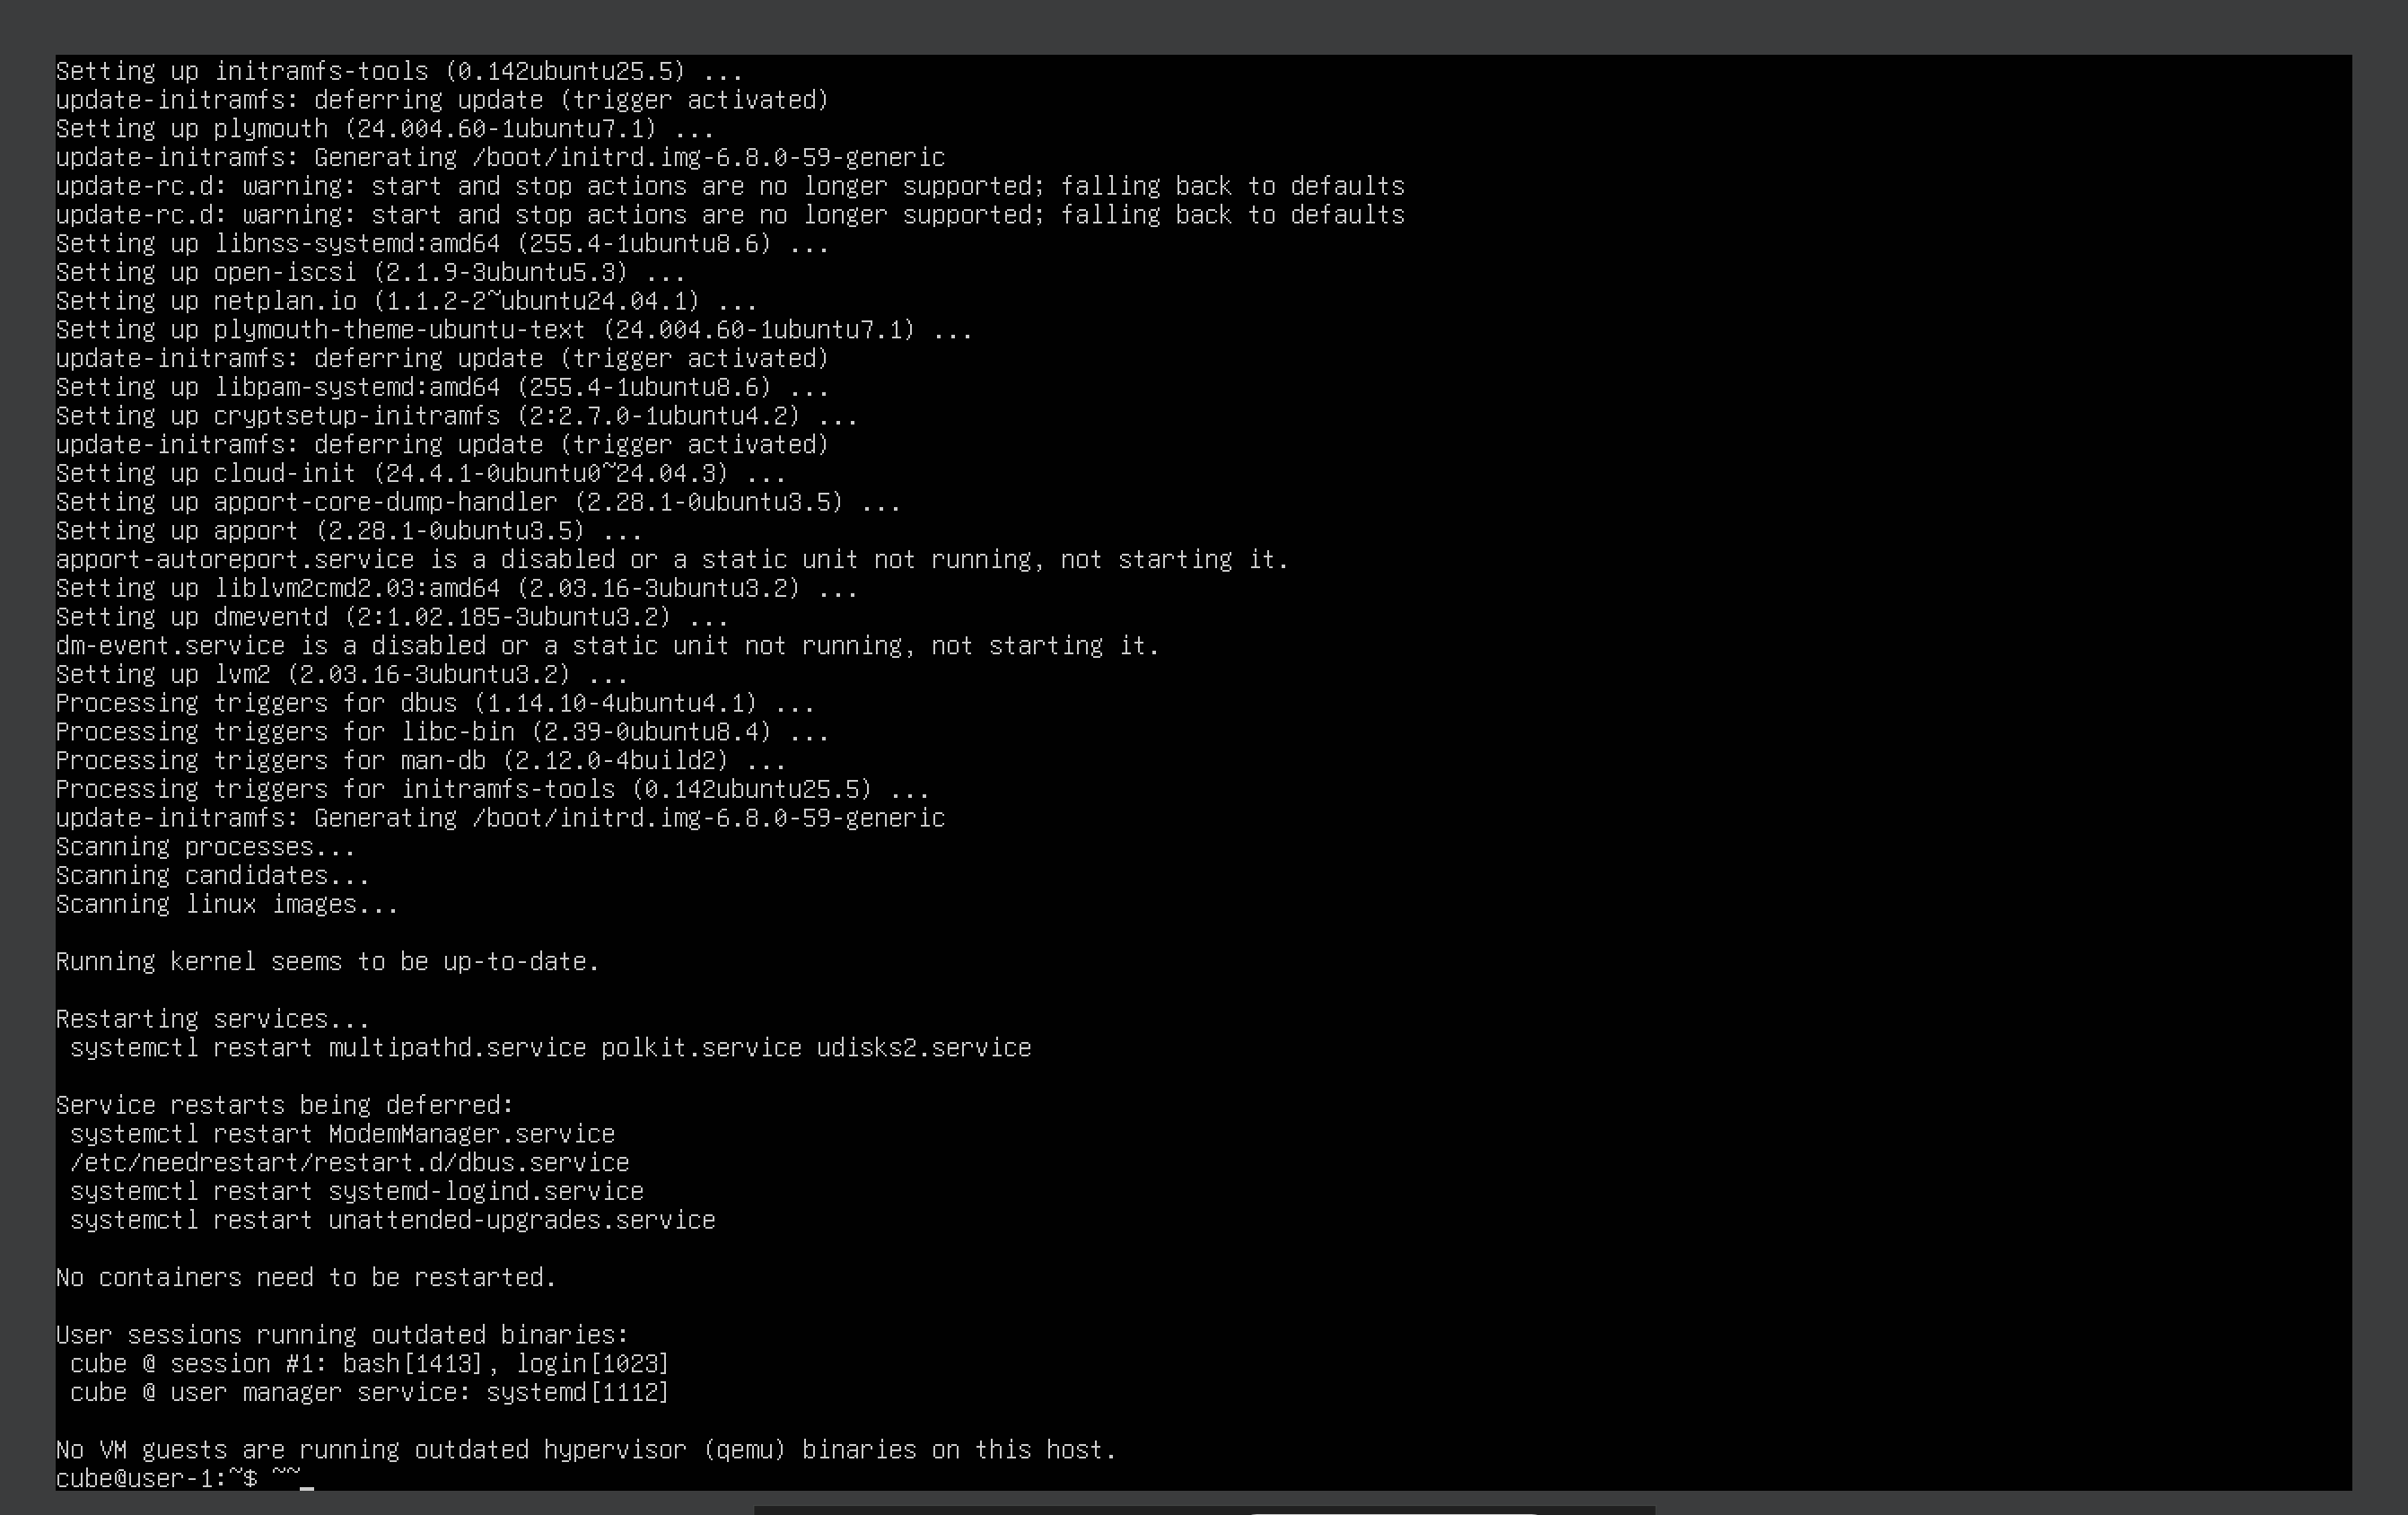 Setting up initramfs-tools (0.142ubuntu25.5) ...
update-initramfs: deferring update (trigger activated)
Setting up plymouth (24.004.60-1ubuntu7.1) ...
update-initramfs: Generating /boot/initrd.img-6.8.0-59-generic
update-rc.d: warning: start and stop actions are no longer supported; falling back to defaults
update-rc.d: warning: start and stop actions are no longer supported; falling back to defaults
Setting up libnss-systemd:amd64 (255.4-1ubuntu8.6) ...
Setting up open-iscsi (2.1.9-3ubuntu5.3) ...
Setting up netplan.io (1.1.2-2~ubuntu24.04.1) ...
Setting up plymouth-theme-ubuntu-text (24.004.60-1ubuntu7.1) ...
update-initramfs: deferring update (trigger activated)
Setting up libpam-systemd:amd64 (255.4-1ubuntu8.6) ...
Setting up cryptsetup-initramfs (2:2.7.0-1ubuntu4.2) ...
update-initramfs: deferring update (trigger activated)
Setting up cloud-init (24.4.1-0ubuntu0~24.04.3) ...
Setting up apport-core-dump-handler (2.28.1-0ubuntu3.5) ...
Setting up apport (2.28.1-0ubuntu3.5) ...
apport-autoreport.service is a disabled or a static unit not running, not starting it.
Setting up liblvm2cmd2.03:amd64 (2.03.16-3ubuntu3.2) ...
Setting up dmeventd (2:1.02.185-3ubuntu3.2) ...
dm-event.service is a disabled or a static unit not running, not starting it.
Setting up lvm2 (2.03.16-3ubuntu3.2) ...
Processing triggers for dbus (1.14.10-4ubuntu4.1) ...
Processing triggers for libc-bin (2.39-0ubuntu8.4) ...
Processing triggers for man-db (2.12.0-4build2) ...
Processing triggers for initramfs-tools (0.142ubuntu25.5) ...
update-initramfs: Generating /boot/initrd.img-6.8.0-59-generic
Scanning processes...
Scanning candidates...
Scanning linux images...

Running kernel seems to be up-to-date.

Restarting services...
 systemctl restart multipathd.service polkit.service udisks2.service

Service restarts being deferred:
 systemctl restart ModemManager.service
 /etc/needrestart/restart.d/dbus.service
 systemctl restart systemd-logind.service
 systemctl restart unattended-upgrades.service

No containers need to be restarted.

User sessions running outdated binaries:
 cube @ session #1: bash[1413], login[1023]
 cube @ user manager service: systemd[1112]

No VM guests are running outdated hypervisor (qemu) binaries on this host.
cube@user-1:~$ ~~_